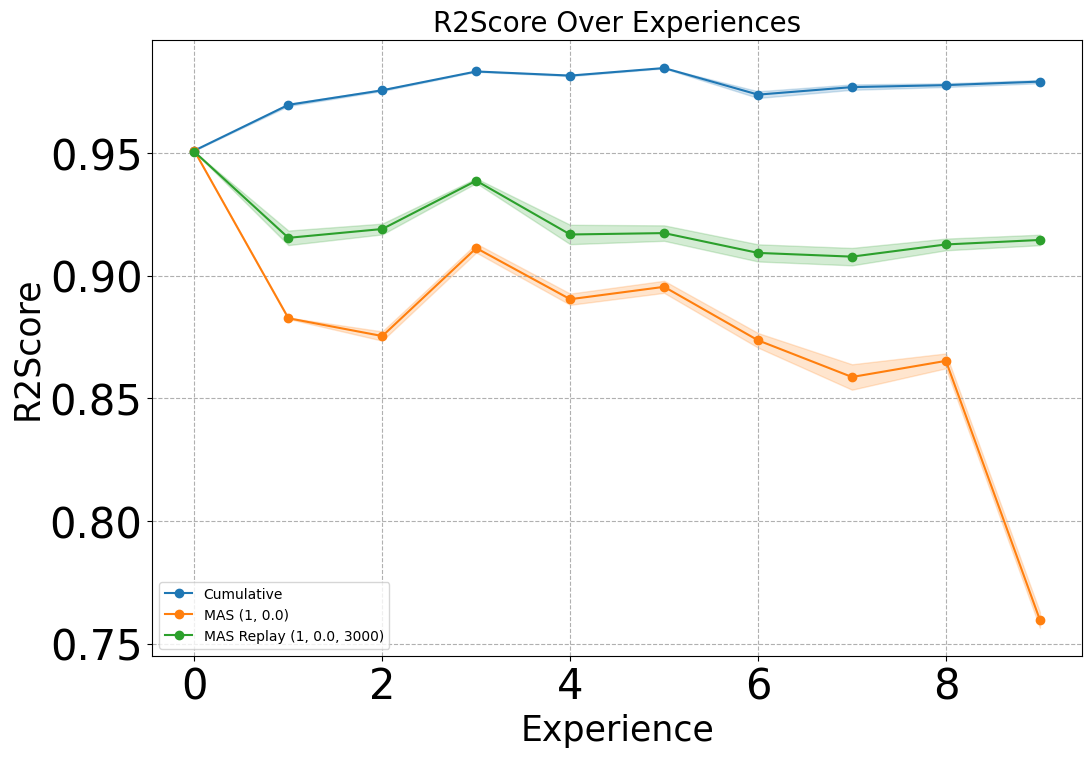 R2Score Over Experiences
R2Score
0.95
0.90
0.85
0.80
0.75
Cumulative
MAS (1, 0.0)
MAS Replay (1, 0.0, 3000)
0 2 4 6 8
Experience